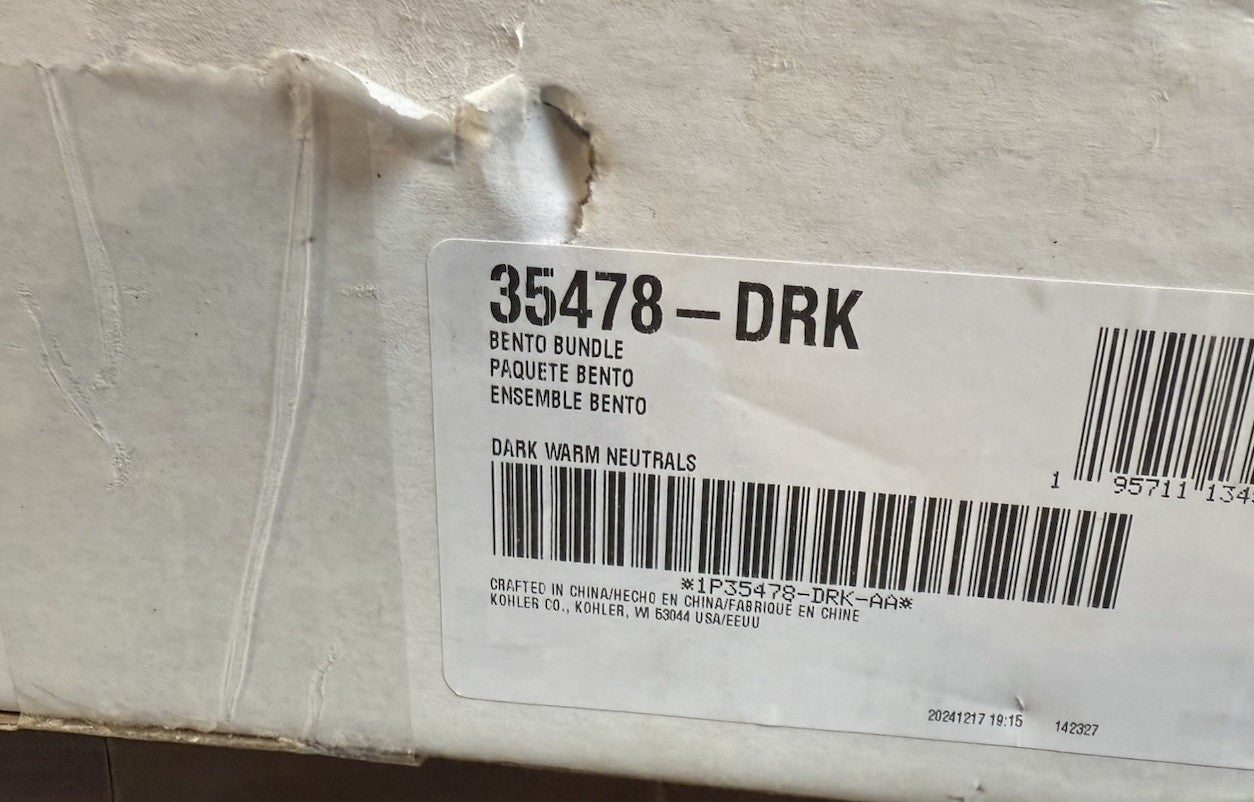 35478-DRK
BENTO BUNDLE
PAQUETE BENTO
ENSEMBLE BENTO
DARK WARM NEUTRALS
1 95711 134
*1P35478-DRK-AA*
CRAFTED IN CHINA/HECHO EN CHINA/FABRIQUÉ EN CHINE
KOHLER CO., KOHLER, WI 53044 USA/EEUU
20241217 19:15 142327